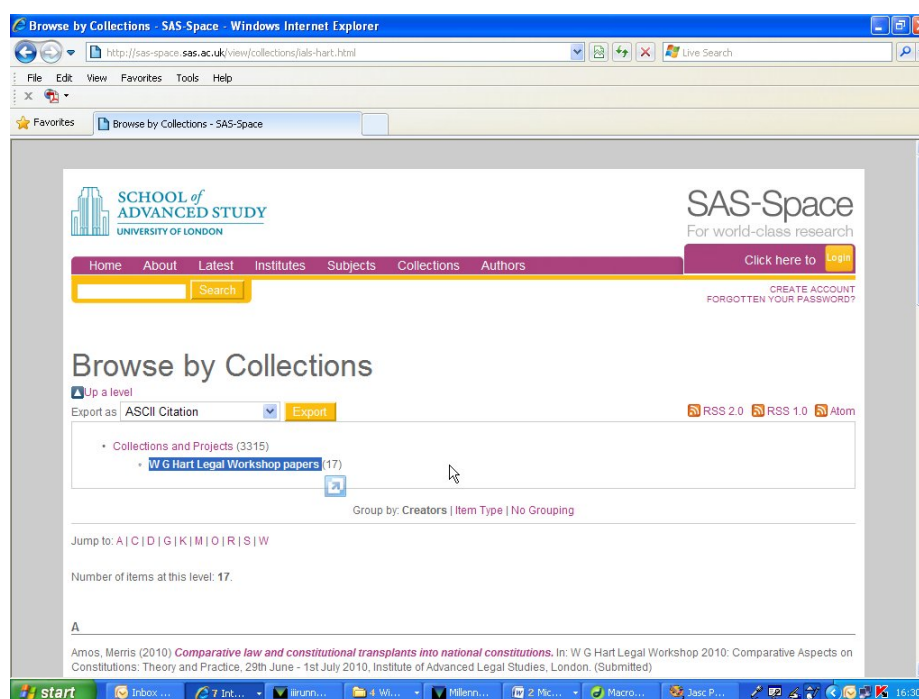 Browse by Collections - SAS-Space - Windows Internet Explorer
http://sas-space.sas.ac.uk/view/collections/ials-hart.html
Live Search
File Edit View Favorites Tools Help
x
Favorites Browse by Collections - SAS-Space
SCHOOL of
ADVANCED STUDY
UNIVERSITY OF LONDON
SAS-Space
For world-class research
Home About Latest Institutes Subjects Collections Authors
Click here to Login
Search
CREATE ACCOUNT
FORGOTTEN YOUR PASSWORD?
Browse by Collections
Up a level
Export as ASCII Citation Export
RSS 2.0 RSS 1.0 Atom
• Collections and Projects (3315)
• W G Hart Legal Workshop papers (17)
Group by: Creators | Item Type | No Grouping
Jump to: A | C | D | G | K | M | O | R | S | W
Number of items at this level: 17.
A
Amos, Merris (2010) Comparative law and constitutional transplants into national constitutions. In: W G Hart Legal Workshop 2010: Comparative Aspects on
Constitutions: Theory and Practice, 29th June - 1st July 2010, Institute of Advanced Legal Studies, London. (Submitted)
start Inbox ... 7 Int... iirunn... 4 Wi... Millenn... 2 Mic... Macro... Jasc P... 16:30